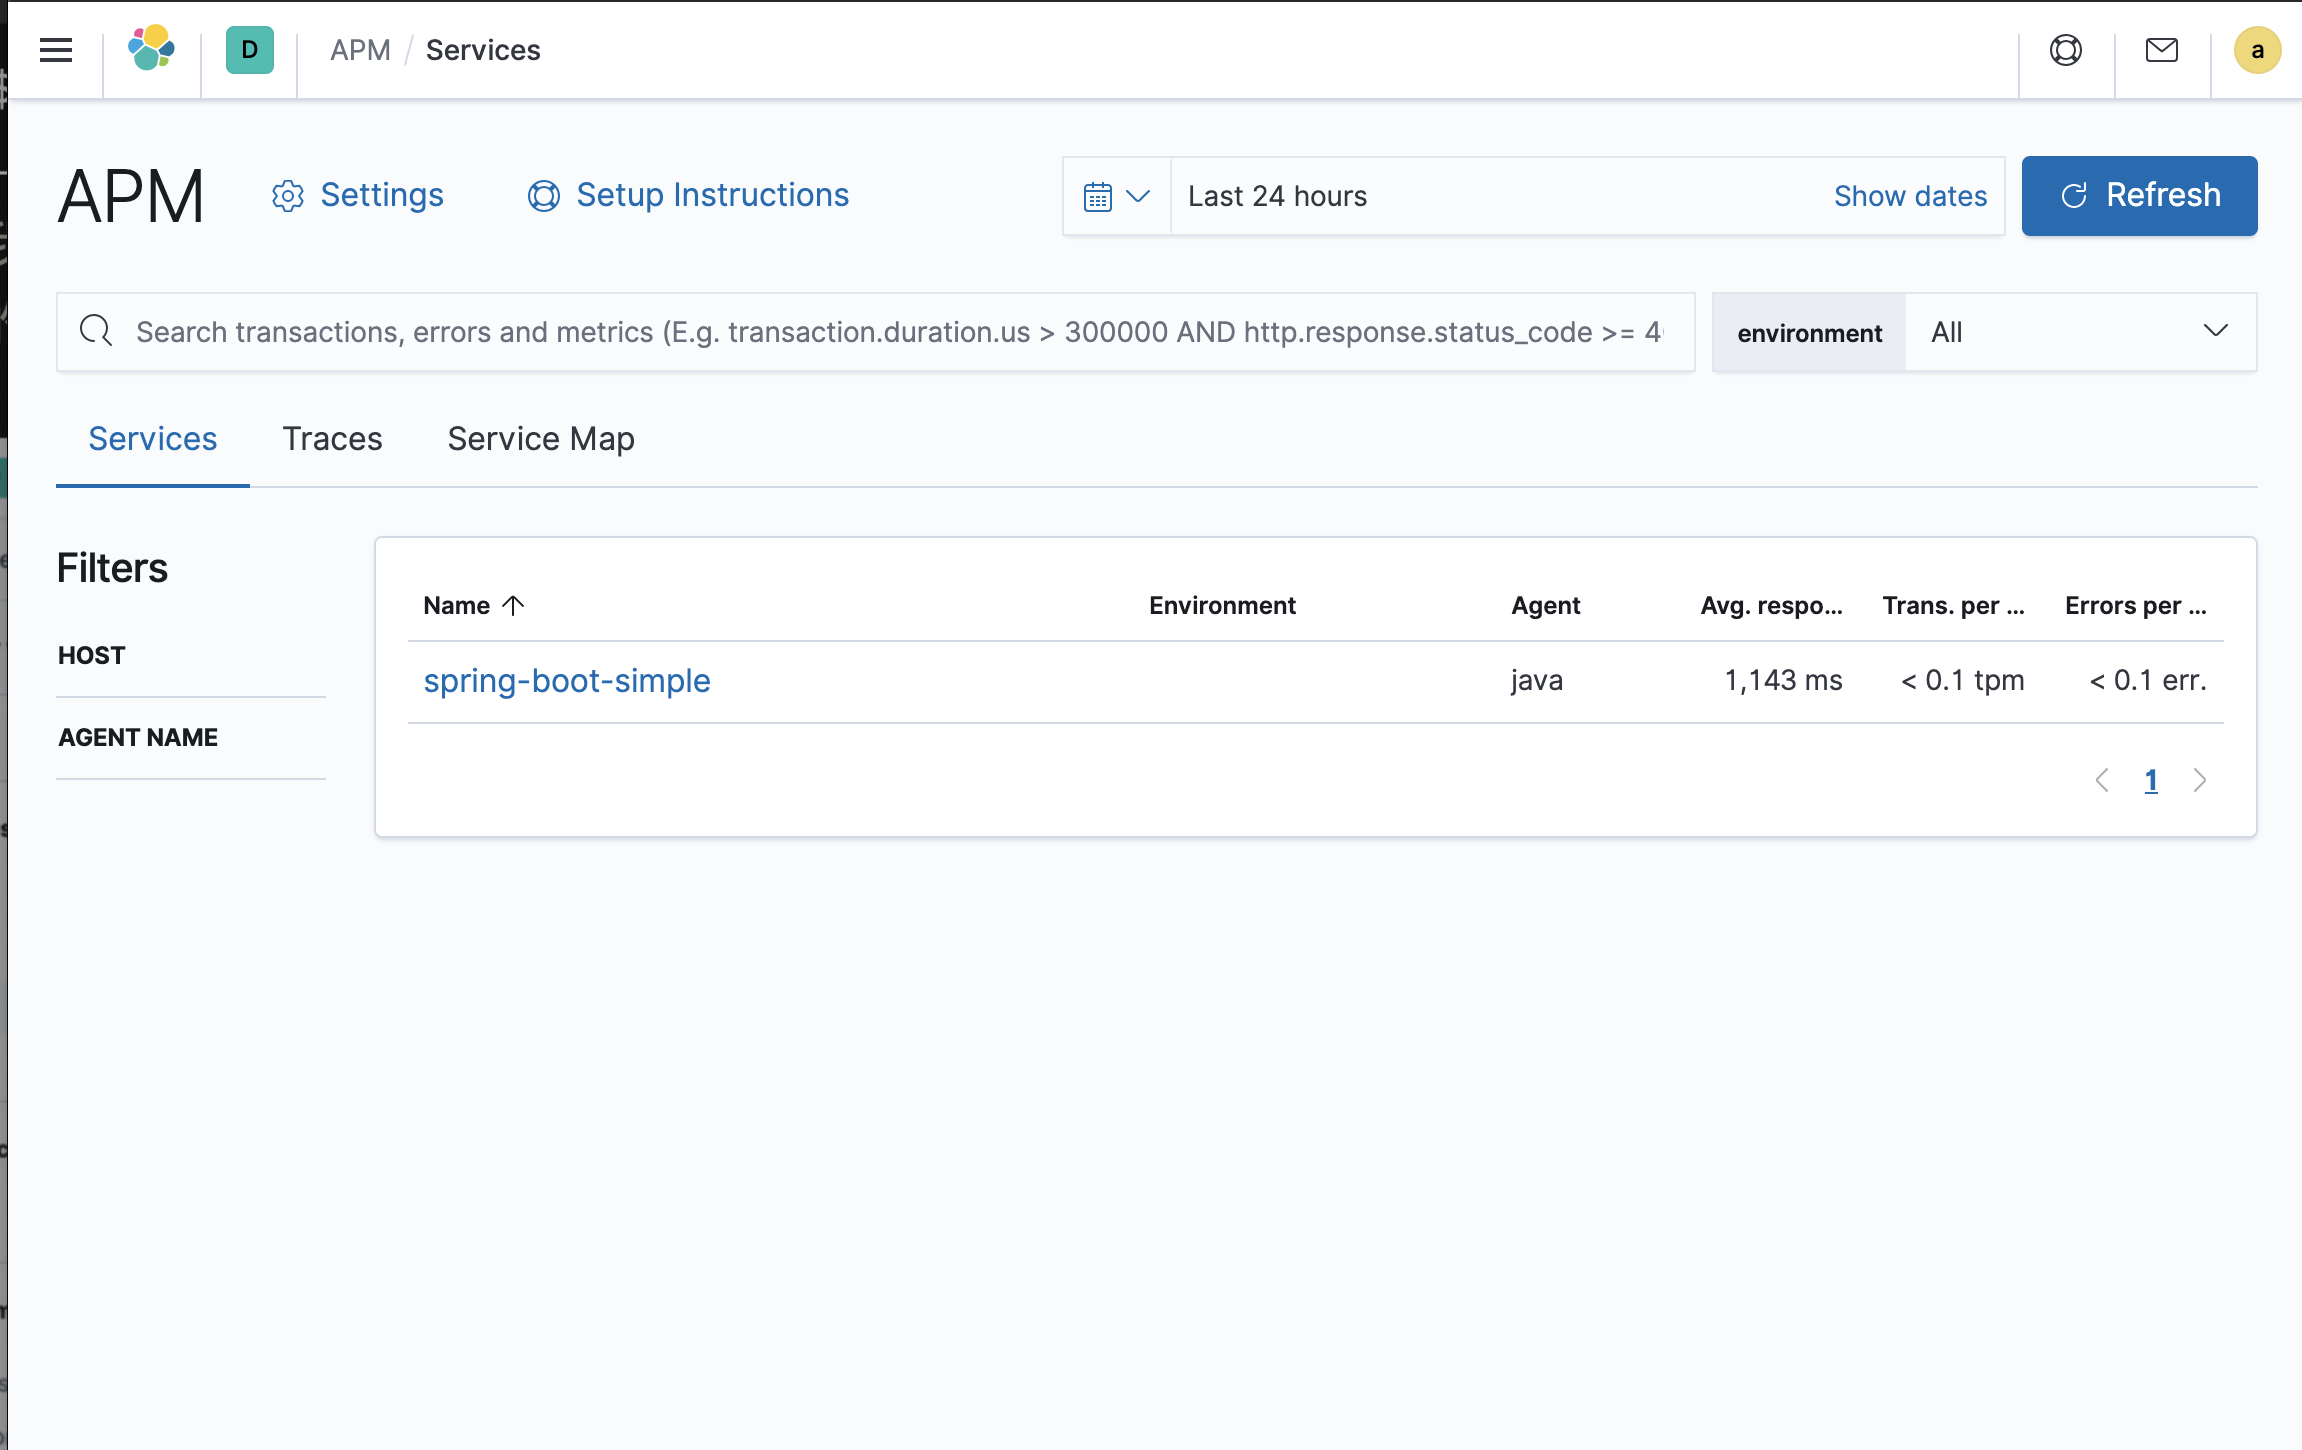 D APM / Services a
APM Settings Setup Instructions Last 24 hours Show dates Refresh
Search transactions, errors and metrics (E.g. transaction.duration.us > 300000 AND http.response.status_code >= 4 environment All
Services Traces Service Map
Filters
HOST
AGENT NAME
Name Environment Agent Avg. respo... Trans. per ... Errors per ...
spring-boot-simple java 1,143 ms < 0.1 tpm < 0.1 err.
1